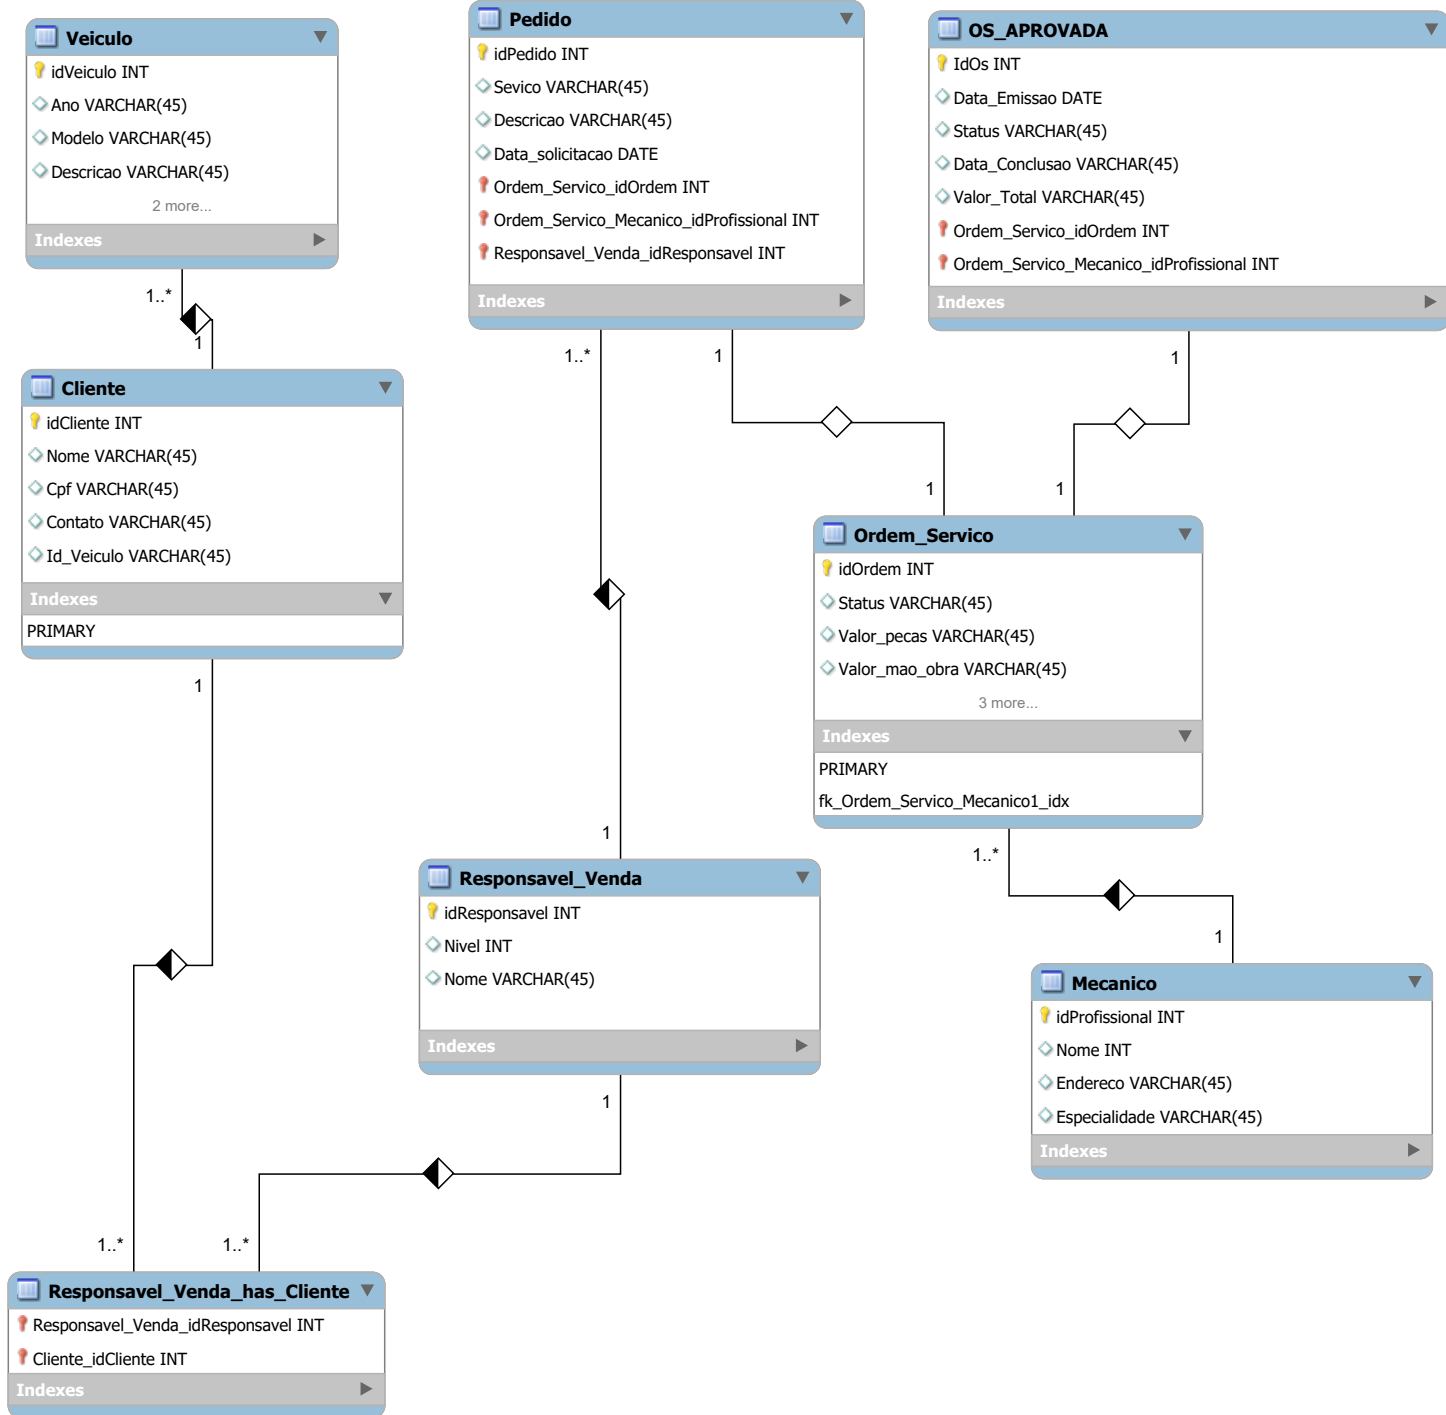 Veiculo
idVeiculo INT
Ano VARCHAR(45)
Modelo VARCHAR(45)
Descricao VARCHAR(45)
2 more...
Indexes
1..*
1
Cliente
idCliente INT
Nome VARCHAR(45)
Cpf VARCHAR(45)
Contato VARCHAR(45)
Id_Veiculo VARCHAR(45)
Indexes
PRIMARY
1
Pedido
idPedido INT
Sevico VARCHAR(45)
Descricao VARCHAR(45)
Data_solicitacao DATE
Ordem_Servico_idOrdem INT
Ordem_Servico_Mecanico_idProfissional INT
Responsavel_Venda_idResponsavel INT
Indexes
1..*
1
OS_APROVADA
IdOs INT
Data_Emissao DATE
Status VARCHAR(45)
Data_Conclusao VARCHAR(45)
Valor_Total VARCHAR(45)
Ordem_Servico_idOrdem INT
Ordem_Servico_Mecanico_idProfissional INT
Indexes
1
1
1
Ordem_Servico
idOrdem INT
Status VARCHAR(45)
Valor_pecas VARCHAR(45)
Valor_mao_obra VARCHAR(45)
3 more...
Indexes
PRIMARY
fk_Ordem_Servico_Mecanico1_idx
1..*
1
1
Responsavel_Venda
idResponsavel INT
Nivel INT
Nome VARCHAR(45)
Indexes
1
Mecanico
idProfissional INT
Nome INT
Endereco VARCHAR(45)
Especialidade VARCHAR(45)
Indexes
1..*
1..*
Responsavel_Venda_has_Cliente
Responsavel_Venda_idResponsavel INT
Cliente_idCliente INT
Indexes